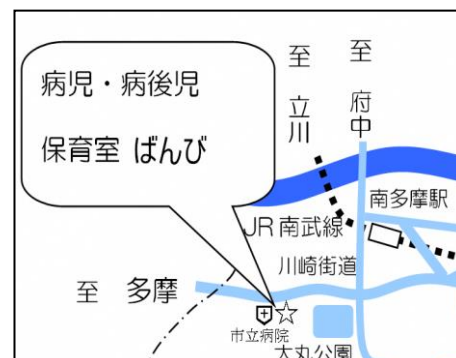 病児・病後児
保育室 ばんび
至 立川
至 府中
南多摩駅
JR南武線
川崎街道
至 多摩
市立病院
大丸公園